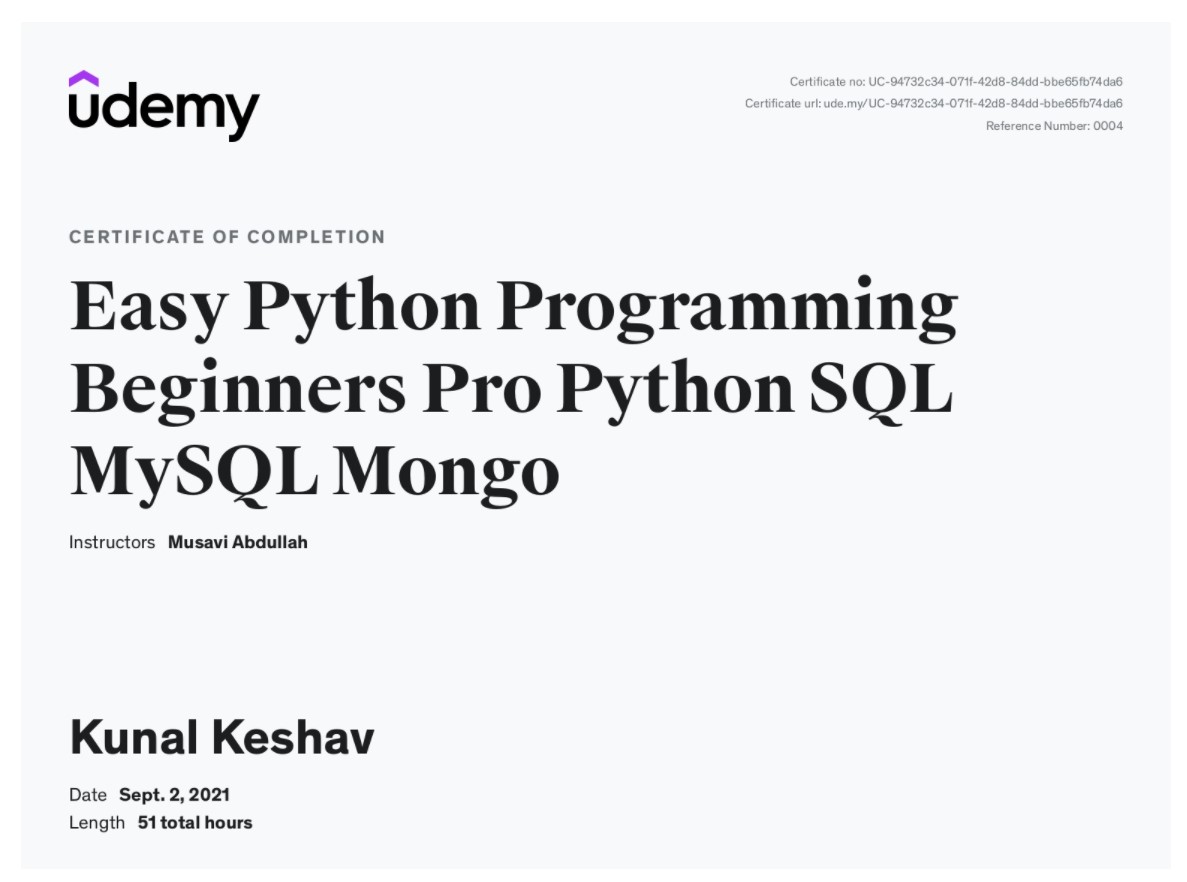 udemy
Certificate no: UC-94732c34-071f-42d8-84dd-bbe65fb74da6
Certificate url: ude.my/UC-94732c34-071f-42d8-84dd-bbe65fb74da6
Reference Number: 0004
CERTIFICATE OF COMPLETION
Easy Python Programming
Beginners Pro Python SQL
MySQL Mongo
Instructors Musavi Abdullah
Kunal Keshav
Date Sept. 2, 2021
Length 51 total hours